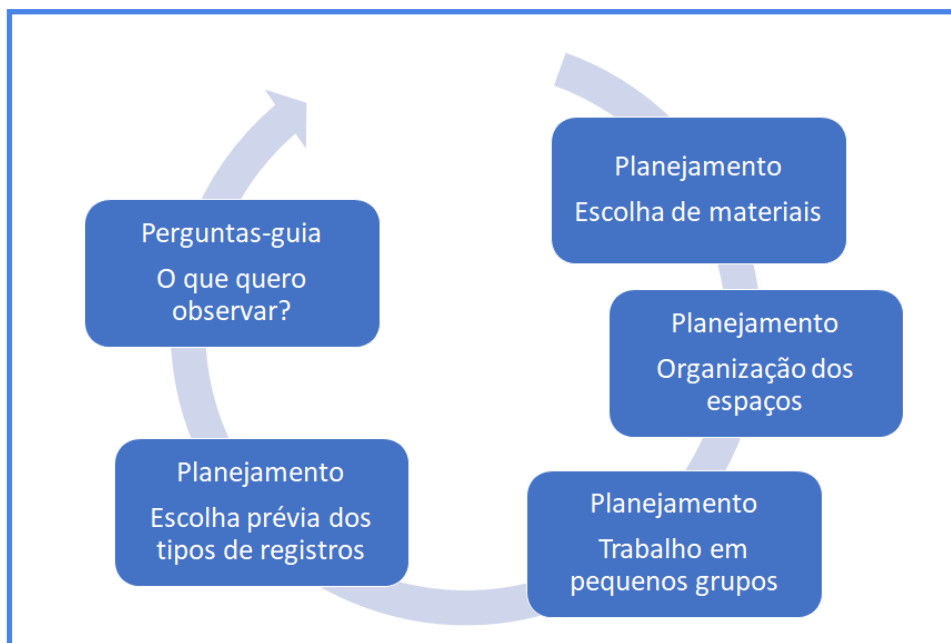 Planejamento
Escolha de materiais
Planejamento
Organização dos
espaços
Planejamento
Trabalho em
pequenos grupos
Planejamento
Escolha prévia dos
tipos de registros
Perguntas-guia
O que quero
observar?